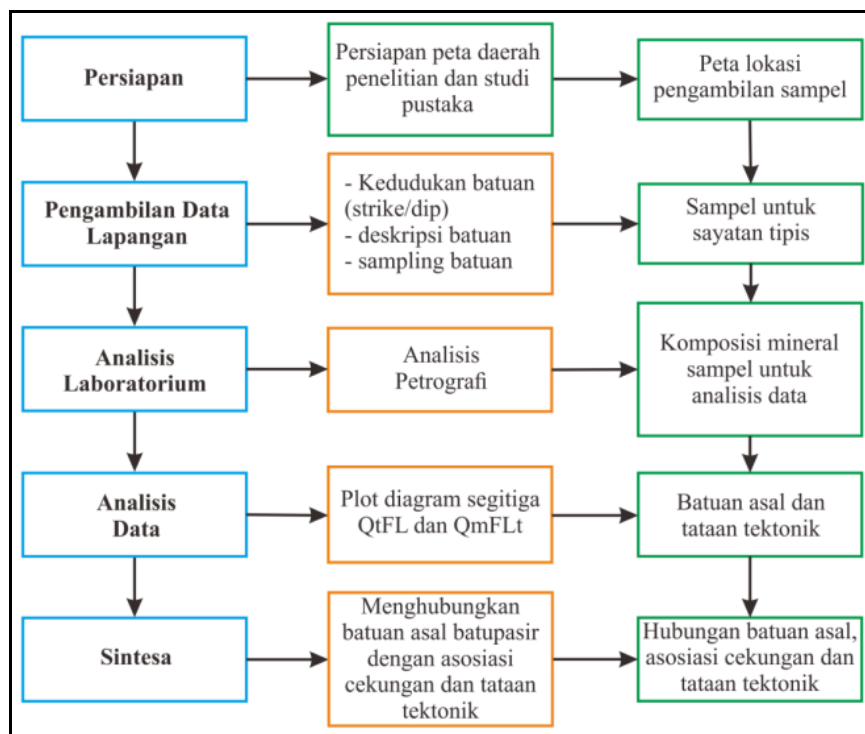 Persiapan
Persiapan peta daerah
penelitian dan studi
pustaka
Peta lokasi
pengambilan sampel
Pengambilan Data
Lapangan
- Kedudukan batuan
(strike/dip)
- deskripsi batuan
- sampling batuan
Sampel untuk
sayatan tipis
Analisis
Laboratorium
Analisis
Petrografi
Komposisi mineral
sampel untuk
analisis data
Analisis
Data
Plot diagram segitiga
QtFL dan QmFLt
Batuan asal dan
tataan tektonik
Sintesa
Menghubungkan
batuan asal batupasir
dengan asosiasi
cekungan dan tataan
tektonik
Hubungan batuan asal,
asosiasi cekungan dan
tataan tektonik